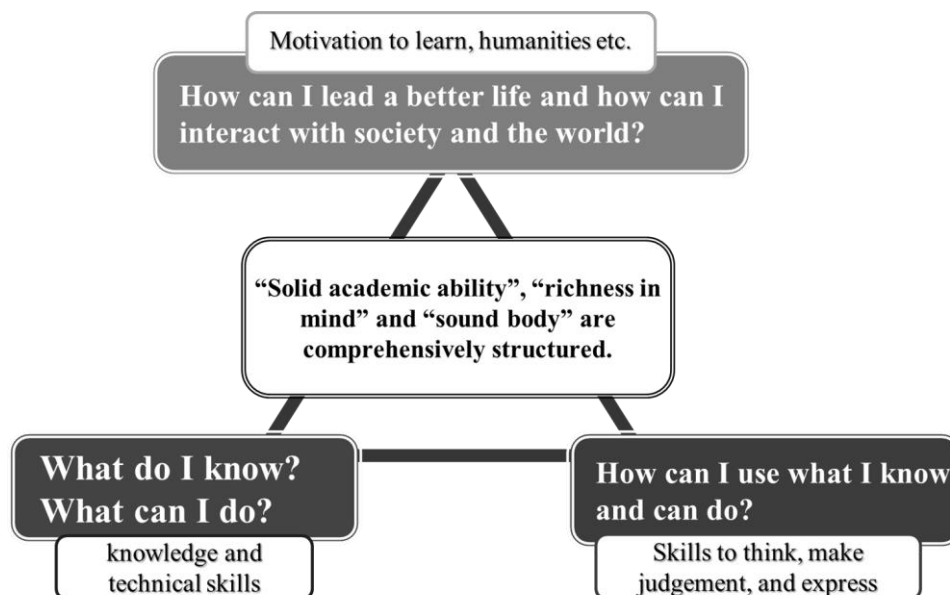 Motivation to learn, humanities etc.
How can I lead a better life and how can I
interact with society and the world?
“Solid academic ability”, “richness in
mind” and “sound body” are
comprehensively structured.
What do I know?
What can I do?
knowledge and
technical skills
How can I use what I know
and can do?
Skills to think, make
judgement, and express